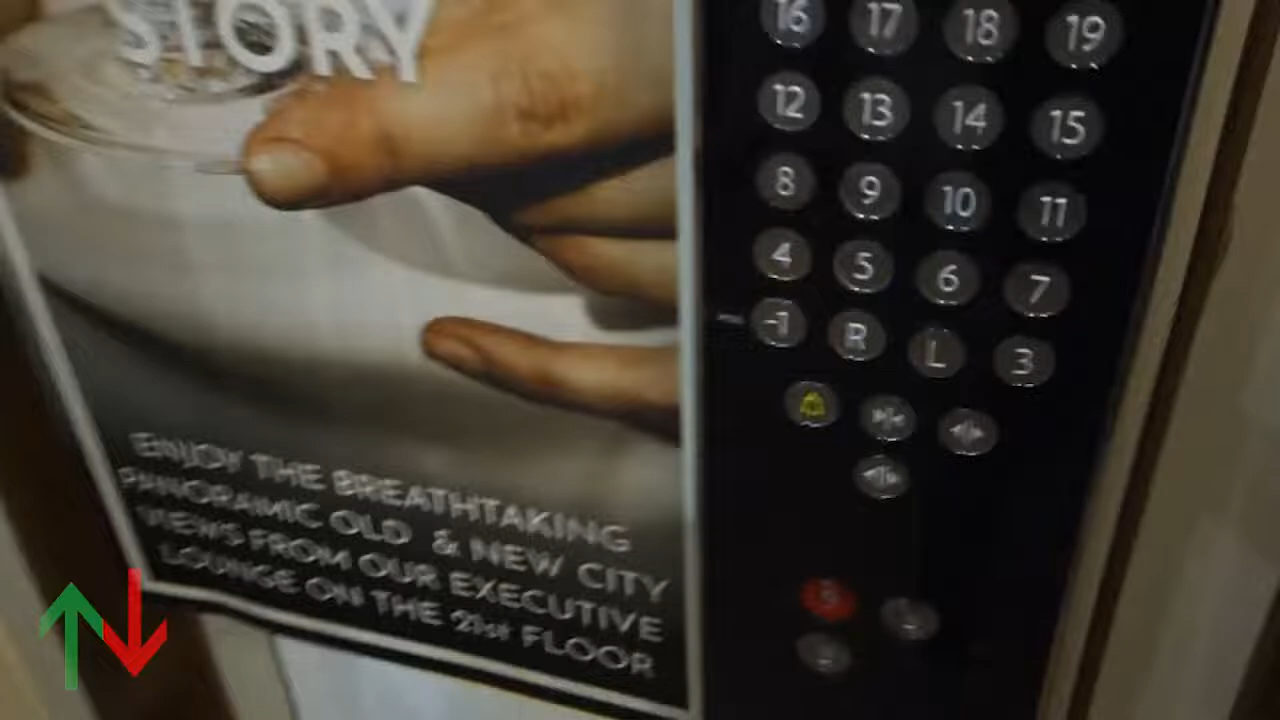 STORY
ENJOY THE BREATHTAKING
PANORAMIC OLD & NEW CITY
VIEWS FROM OUR EXECUTIVE
LOUNGE ON THE 21st FLOOR
16 17 18 19
12 13 14 15
8 9 10 11
4 5 6 7
-1 R L 3